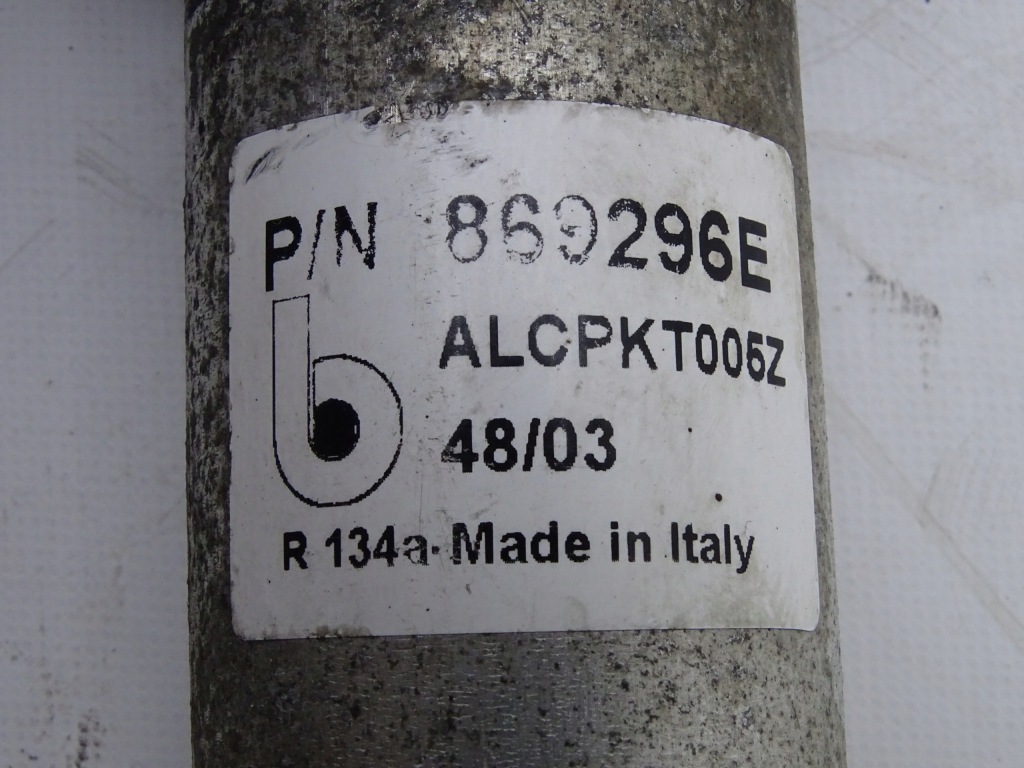 P/N 869296E
b
ALCPKT005Z
48/03
R 134a Made in Italy